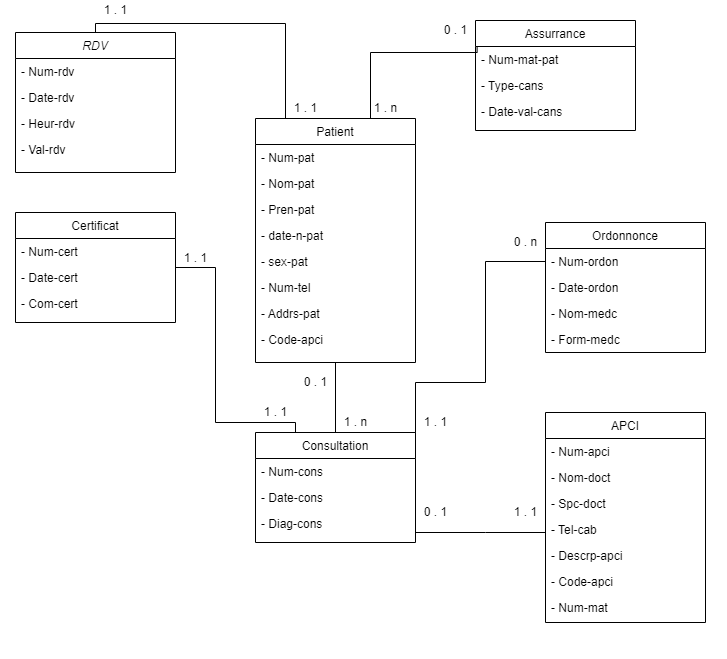 1 . 1
RDV
- Num-rdv
- Date-rdv
- Heur-rdv
- Val-rdv
0 . 1
Assurrance
- Num-mat-pat
- Type-cans
- Date-val-cans
1 . 1
1 . n
Patient
- Num-pat
- Nom-pat
- Pren-pat
- date-n-pat
- sex-pat
- Num-tel
- Addrs-pat
- Code-apci
Certificat
- Num-cert
- Date-cert
- Com-cert
1 . 1
0 . n
Ordonnonce
- Num-ordon
- Date-ordon
- Nom-medc
- Form-medc
0 . 1
1 . 1
1 . n
1 . 1
Consultation
- Num-cons
- Date-cons
- Diag-cons
0 . 1
1 . 1
APCI
- Num-apci
- Nom-doct
- Spc-doct
- Tel-cab
- Descrp-apci
- Code-apci
- Num-mat